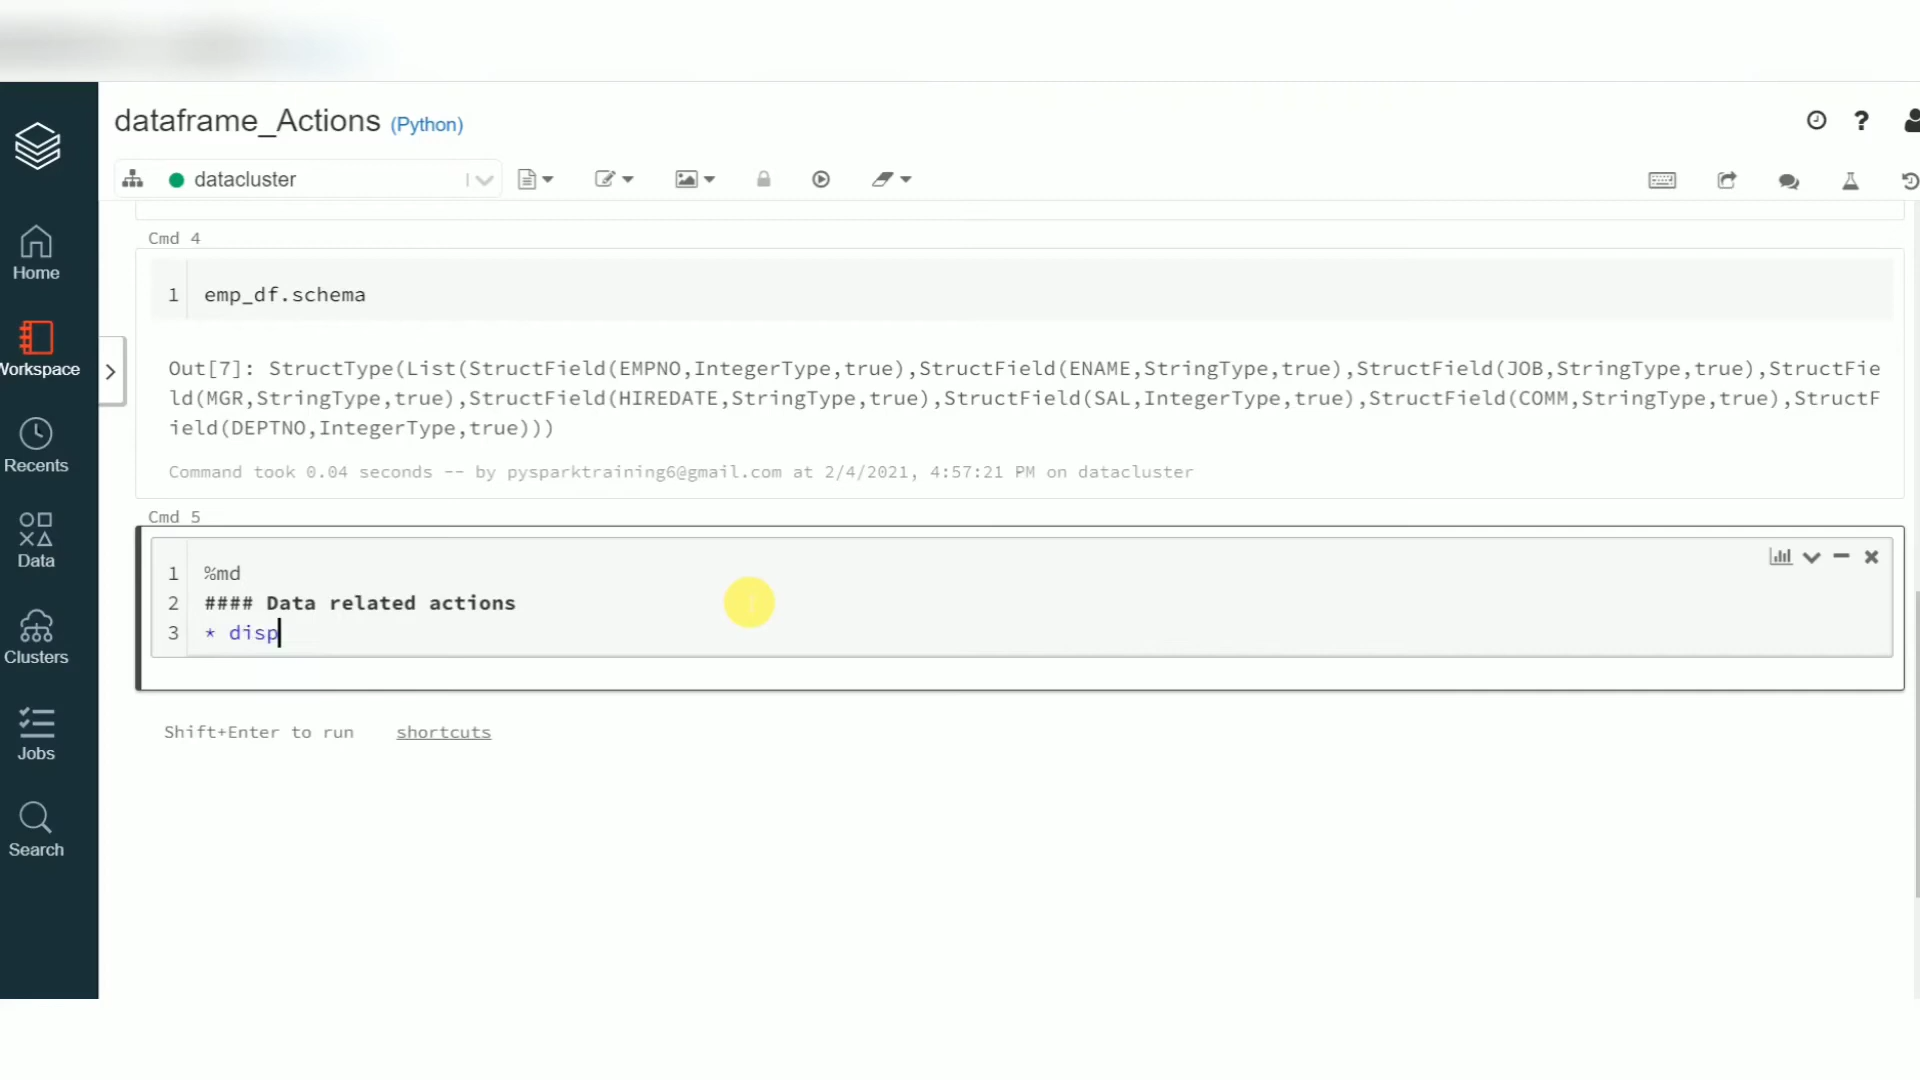 dataframe_Actions (Python)
datacluster
Cmd 4
1 emp_df.schema
Out[7]: StructType(List(StructField(EMPNO,IntegerType,true),StructField(ENAME,StringType,true),StructField(JOB,StringType,true),StructFie
ld(MGR,StringType,true),StructField(HIREDATE,StringType,true),StructField(SAL,IntegerType,true),StructField(COMM,StringType,true),StructF
ield(DEPTNO,IntegerType,true)))
Command took 0.04 seconds -- by pysparktraining6@gmail.com at 2/4/2021, 4:57:21 PM on datacluster
Cmd 5
1 %md
2 #### Data related actions
3 * disp
Shift+Enter to run shortcuts
Home
Workspace
Recents
Data
Clusters
Jobs
Search